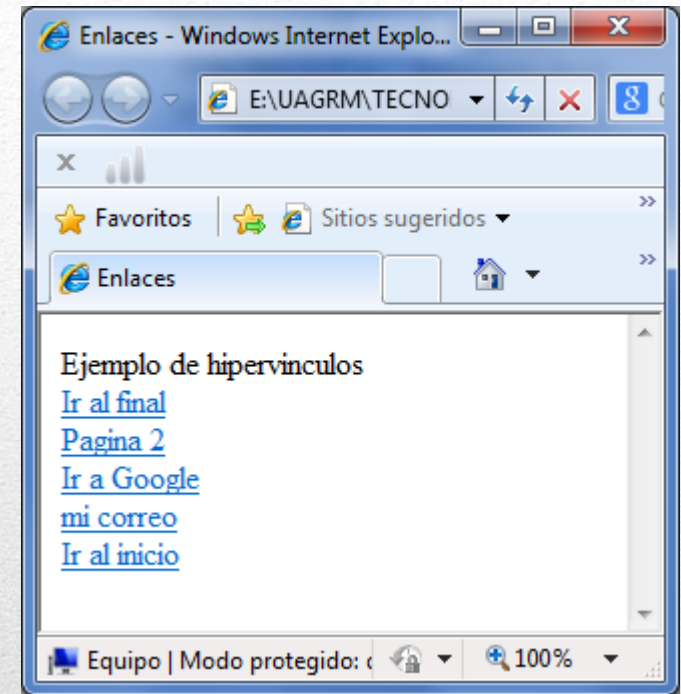 Enlaces - Windows Internet Explo...
E:\UAGRM\TECNO
Favoritos Sitios sugeridos
Enlaces
Ejemplo de hipervinculos
Ir al final
Pagina 2
Ir a Google
mi correo
Ir al inicio
Equipo | Modo protegido: 100%